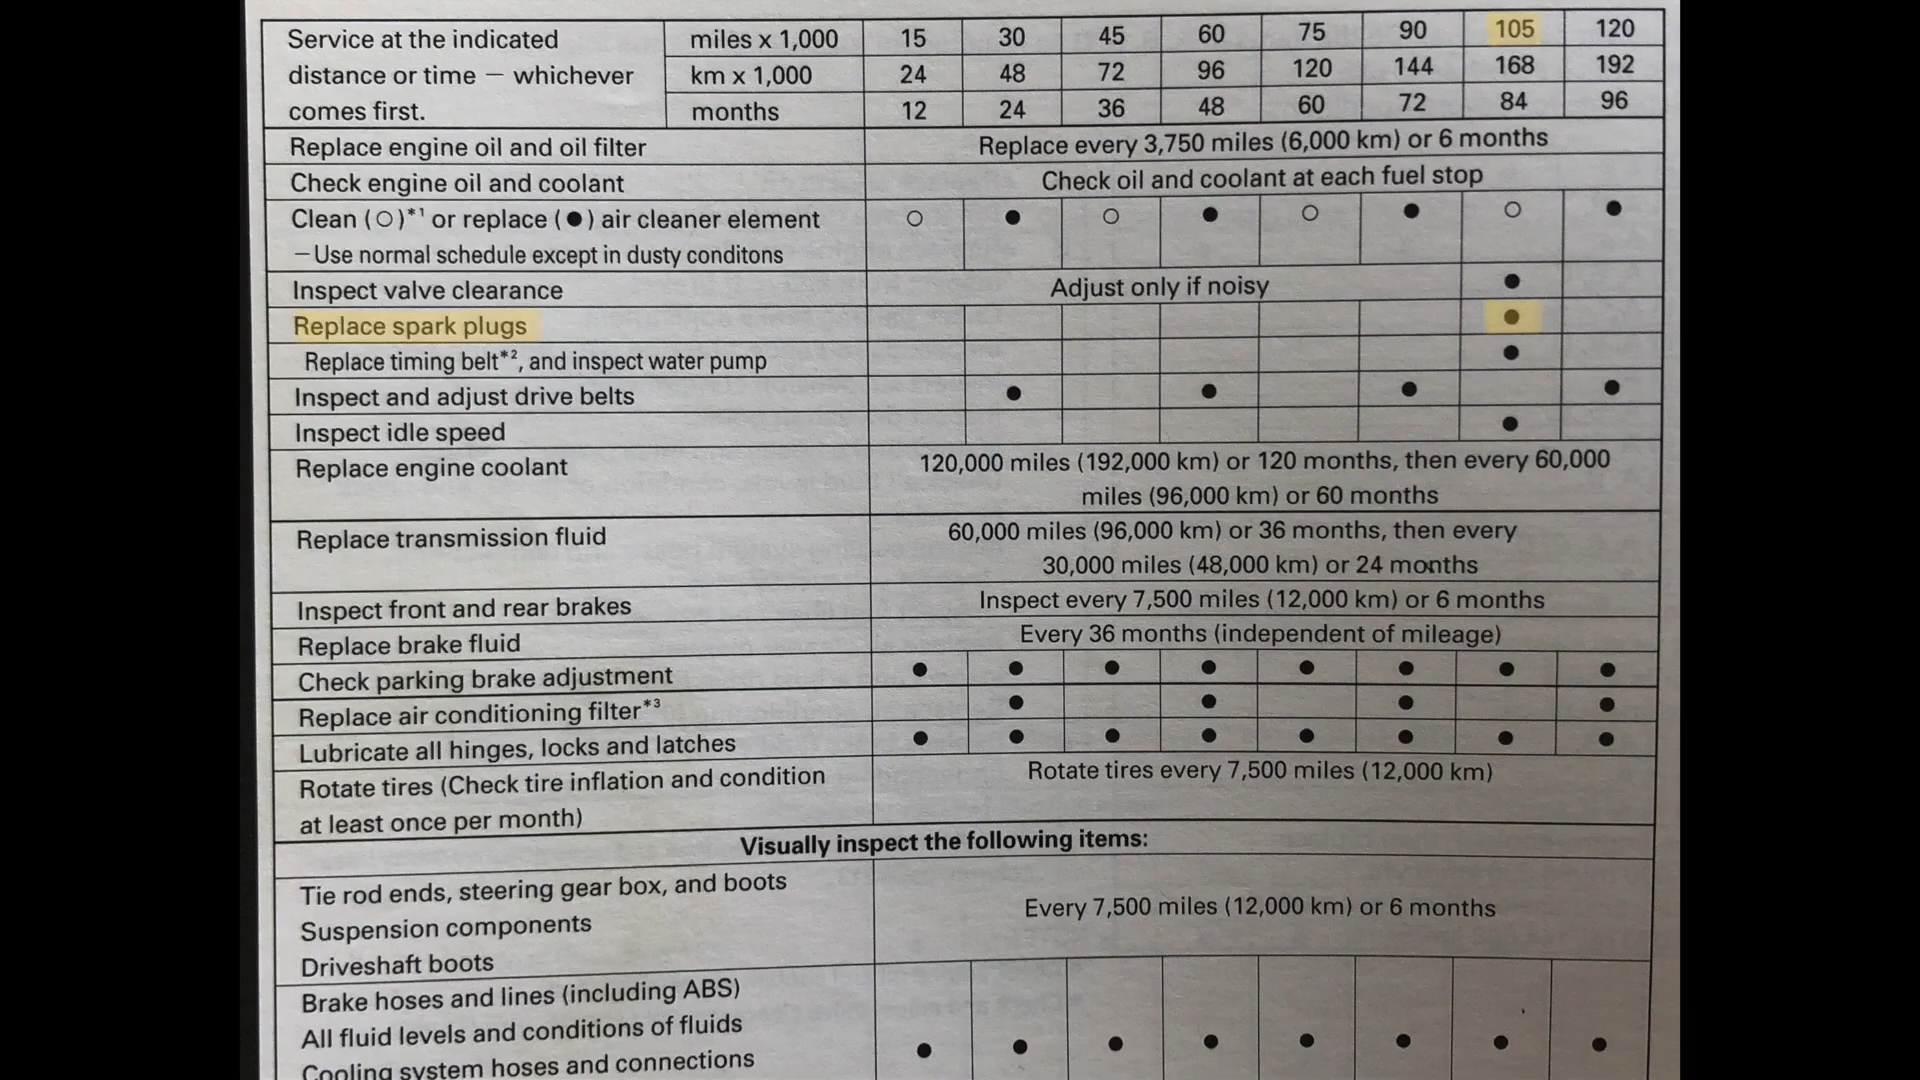 Service at the indicated distance or time – whichever comes first.
miles x 1,000 15 30 45 60 75 90 105 120
km x 1,000 24 48 72 96 120 144 168 192
months 12 24 36 48 60 72 84 96
Replace engine oil and oil filter Replace every 3,750 miles (6,000 km) or 6 months
Check engine oil and coolant Check oil and coolant at each fuel stop
Clean (○)*1 or replace (●) air cleaner element ○ ● ○ ● ○ ● ○ ●
– Use normal schedule except in dusty conditons
Inspect valve clearance Adjust only if noisy ●
Replace spark plugs ●
Replace timing belt*2, and inspect water pump ●
Inspect and adjust drive belts ● ● ● ●
Inspect idle speed ●
Replace engine coolant 120,000 miles (192,000 km) or 120 months, then every 60,000
miles (96,000 km) or 60 months
Replace transmission fluid 60,000 miles (96,000 km) or 36 months, then every
30,000 miles (48,000 km) or 24 months
Inspect front and rear brakes Inspect every 7,500 miles (12,000 km) or 6 months
Replace brake fluid Every 36 months (independent of mileage)
Check parking brake adjustment ● ● ● ● ● ● ● ●
Replace air conditioning filter*3 ● ● ● ●
Lubricate all hinges, locks and latches ● ● ● ● ● ● ● ●
Rotate tires (Check tire inflation and condition Rotate tires every 7,500 miles (12,000 km)
at least once per month)
Visually inspect the following items:
Tie rod ends, steering gear box, and boots
Suspension components Every 7,500 miles (12,000 km) or 6 months
Driveshaft boots
Brake hoses and lines (including ABS)
All fluid levels and conditions of fluids
Cooling system hoses and connections ● ● ● ● ● ● ● ●